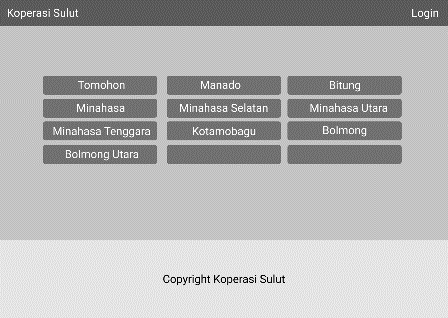 Koperasi Sulut
Login
Tomohon
Manado
Bitung
Minahasa
Minahasa Selatan
Minahasa Utara
Minahasa Tenggara
Kotamobagu
Bolmong
Bolmong Utara
Copyright Koperasi Sulut